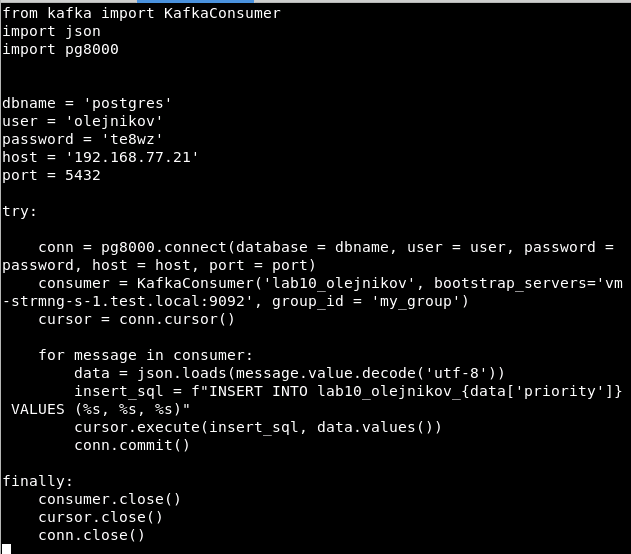 from kafka import KafkaConsumer
import json
import pg8000
dbname = 'postgres'
user = 'olejnikov'
password = 'te8wz'
host = '192.168.77.21'
port = 5432
try:
    conn = pg8000.connect(database = dbname, user = user, password =
password, host = host, port = port)
    consumer = KafkaConsumer('lab10_olejnikov', bootstrap_servers='vm
-strmng-s-1.test.local:9092', group_id = 'my_group')
    cursor = conn.cursor()
    for message in consumer:
        data = json.loads(message.value.decode('utf-8'))
        insert_sql = f"INSERT INTO lab10_olejnikov_{data['priority']}
 VALUES (%s, %s, %s)"
        cursor.execute(insert_sql, data.values())
        conn.commit()
finally:
    consumer.close()
    cursor.close()
    conn.close()